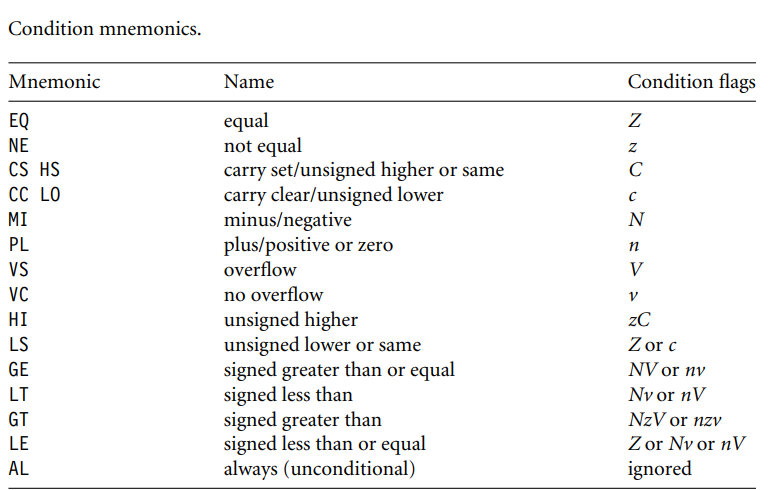 Condition mnemonics.
Mnemonic Name Condition flags
EQ equal Z
NE not equal z
CS HS carry set/unsigned higher or same C
CC LO carry clear/unsigned lower c
MI minus/negative N
PL plus/positive or zero n
VS overflow V
VC no overflow v
HI unsigned higher zC
LS unsigned lower or same Z or c
GE signed greater than or equal NV or nv
LT signed less than Nv or nV
GT signed greater than NzV or nzv
LE signed less than or equal Z or Nv or nV
AL always (unconditional) ignored